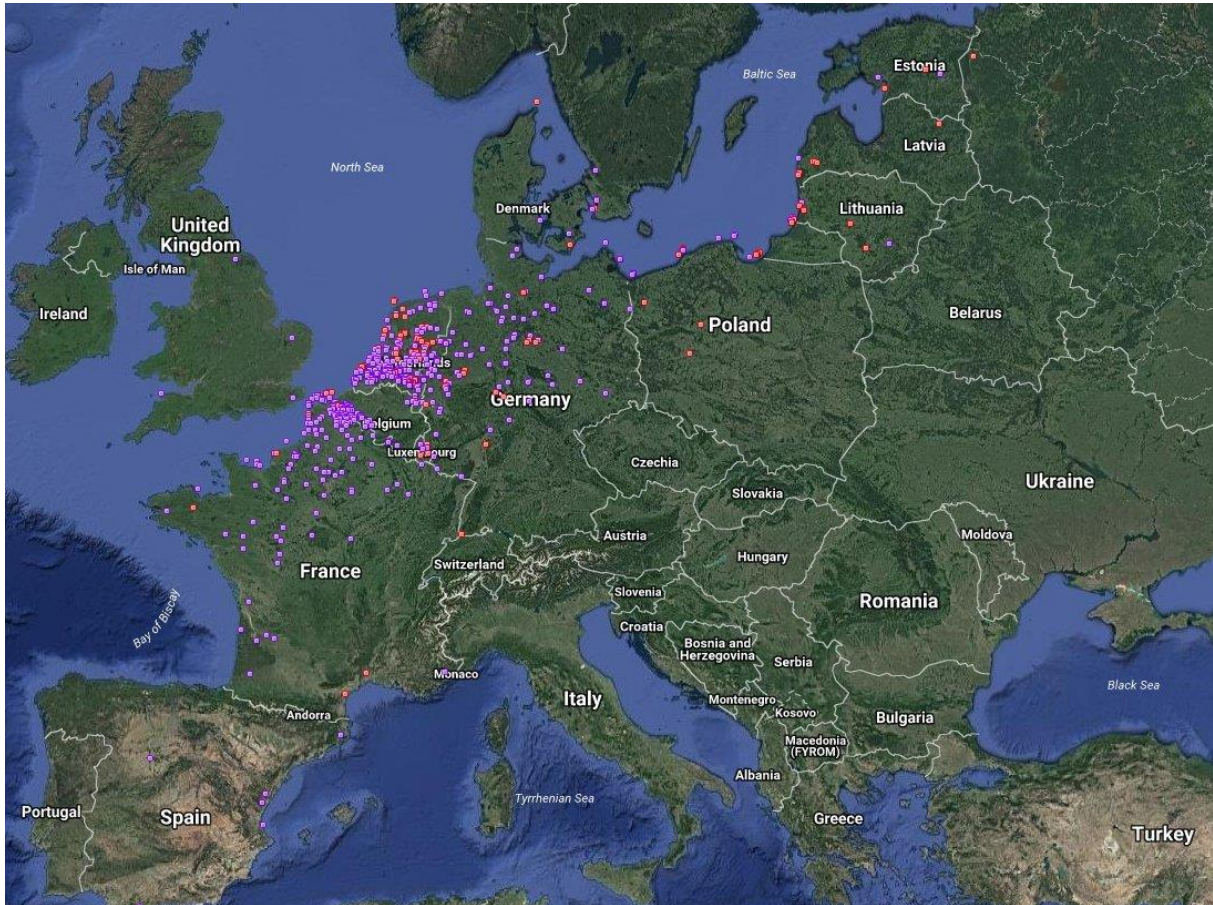 Estonia
Baltic Sea
Latvia
North Sea
Denmark
Lithuania
United
Kingdom
Isle of Man
Ireland
Belarus
Poland
Netherlands
Germany
Belgium
Luxembourg
Czechia
Ukraine
Slovakia
Austria
Moldova
Hungary
Switzerland
France
Slovenia
Romania
Croatia
Bay of Biscay
Bosnia and
Herzegovina
Serbia
Monaco
Italy
Montenegro
Black Sea
Andorra
Kosovo
Bulgaria
Macedonia
(FYROM)
Albania
Tyrrhenian Sea
Portugal
Spain
Greece
Turkey